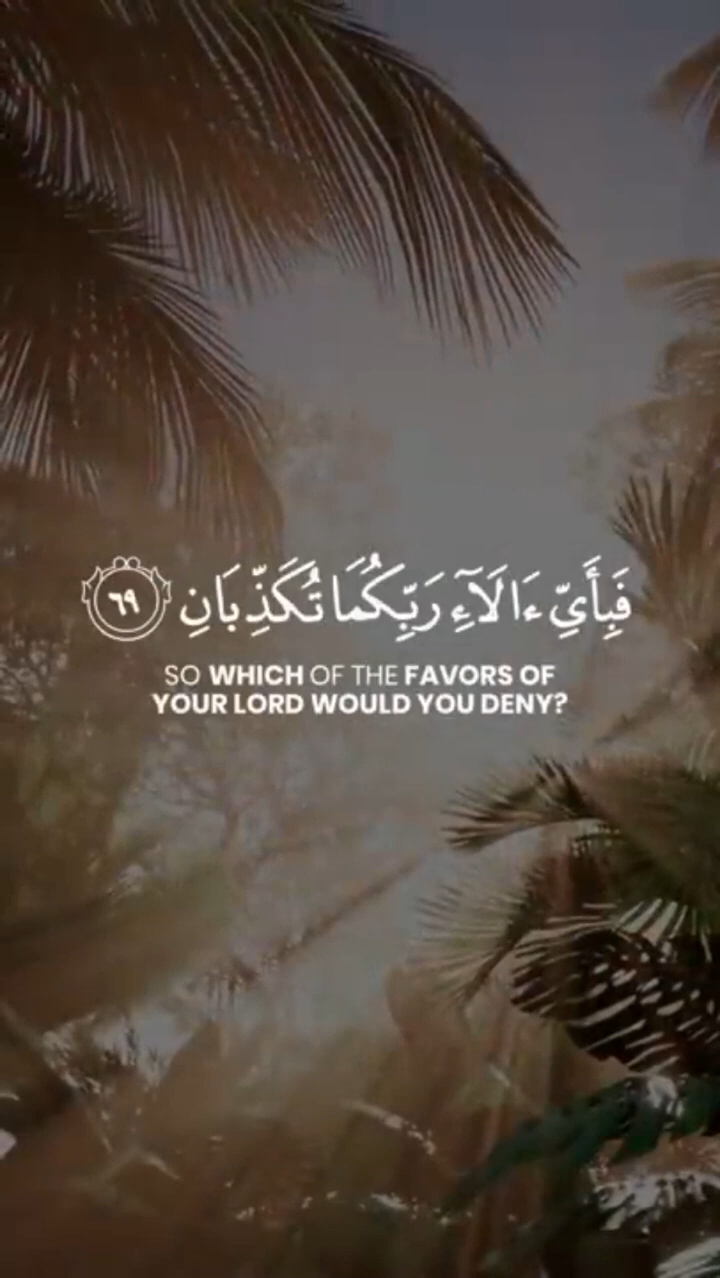 فَبِأَيِّ ءَالَآءِ رَبِّكُمَا تُكَذِّبَانِ ٦٩
SO WHICH OF THE FAVORS OF
YOUR LORD WOULD YOU DENY?